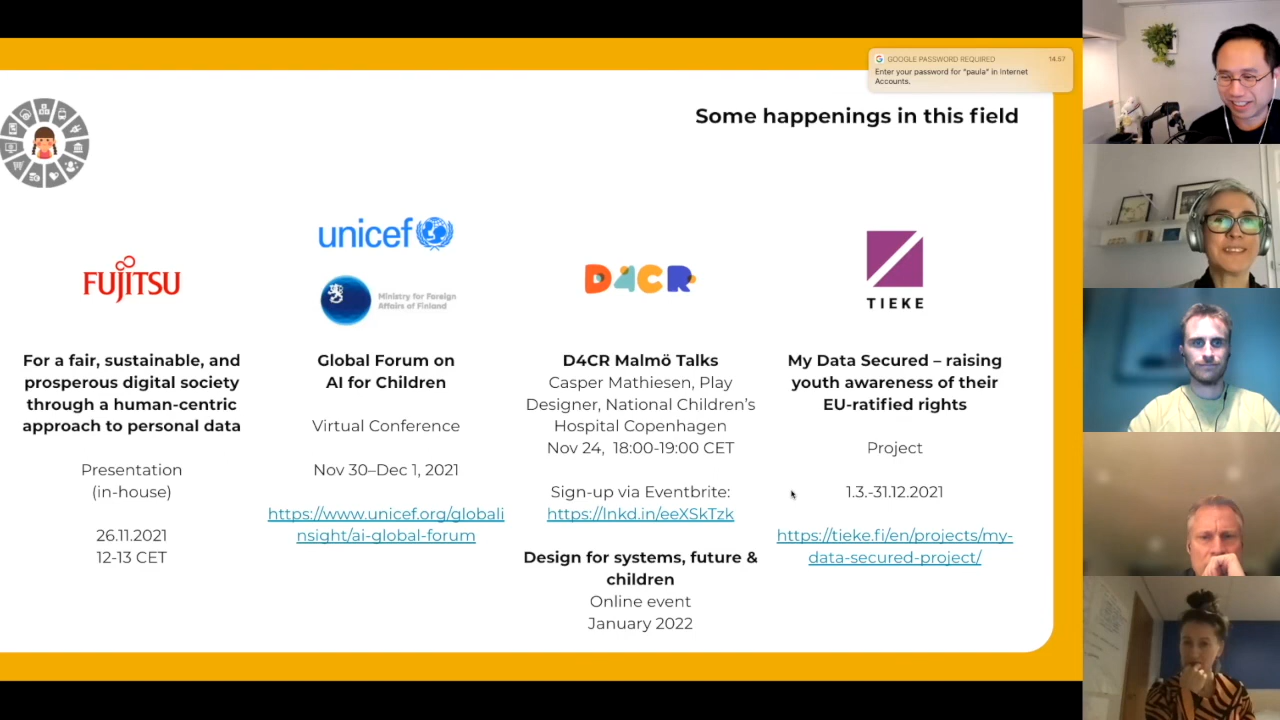 GOOGLE PASSWORD REQUIRED 14.57
Enter your password for "paula" in Internet
Accounts.
Some happenings in this field
FUJITSU
For a fair, sustainable, and
prosperous digital society
through a human-centric
approach to personal data
Presentation
(in-house)
26.11.2021
12-13 CET
unicef
Ministry for Foreign
Affairs of Finland
Global Forum on
AI for Children
Virtual Conference
Nov 30–Dec 1, 2021
https://www.unicef.org/globali
nsight/ai-global-forum
D4CR
D4CR Malmö Talks
Casper Mathiesen, Play
Designer, National Children's
Hospital Copenhagen
Nov 24, 18:00-19:00 CET
Sign-up via Eventbrite:
https://lnkd.in/eeXSkTzk
Design for systems, future &
children
Online event
January 2022
TIEKE
My Data Secured – raising
youth awareness of their
EU-ratified rights
Project
1.3.-31.12.2021
https://tieke.fi/en/projects/my-
data-secured-project/